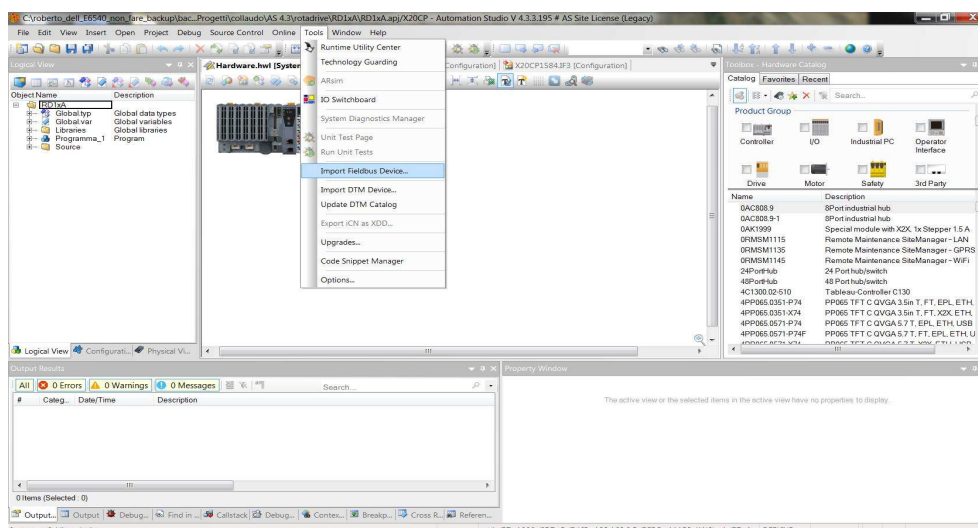 C:\roberto_dell_E6540_non_fare_backup\bac...Progetti\collaudo\AS 4.3\rotadrive\RD1xA\RD1xA.apj/X20CP - Automation Studio V 4.3.3.195 # AS Site License (Legacy)
File Edit View Insert Open Project Debug Source Control Online Tools Window Help
Logical View
Object Name Description
RD1xA
Global.typ Global data types
Global.var Global variables
Libraries Global libraries
Programma_1 Program
Source
Logical View Configurati... Physical Vi...
Hardware.hwl [System
Configuration] X20CP1584.IF3 [Configuration]
Runtime Utility Center
Technology Guarding
ARsim
IO Switchboard
System Diagnostics Manager
Unit Test Page
Run Unit Tests
Import Fieldbus Device...
Import DTM Device...
Update DTM Catalog
Export iCN as XDD...
Upgrades...
Code Snippet Manager
Options...
Toolbox - Hardware Catalog
Catalog Favorites Recent
Search...
Product Group
Controller I/O Industrial PC Operator Interface
Drive Motor Safety 3rd Party
Name Description
0AC808.9 8Port industrial hub
0AC808.9-1 8Port industrial hub
0AK1999 Special module with X2X, 1x Stepper 1.5 A
0RMSM1115 Remote Maintenance SiteManager - LAN
0RMSM1135 Remote Maintenance SiteManager - GPRS
0RMSM1145 Remote Maintenance SiteManager - WiFi
24PortHub 24 Port hub/switch
48PortHub 48 Port hub/switch
4C1300.02-510 Tableau-Controller C130
4PP065.0351-P74 PP065 TFT C QVGA 3.5in T, FT, EPL, ETH,
4PP065.0351-X74 PP065 TFT C QVGA 3.5in T, FT, X2X, ETH,
4PP065.0571-P74 PP065 TFT C QVGA 5.7 T, EPL, ETH, USB
4PP065.0571-P74F PP065 TFT C QVGA 5.7 T, EPL, ETH, U
Output Results
All 0 Errors 0 Warnings 0 Messages Search...
# Categ... Date/Time Description
0 Items (Selected : 0)
Output... Output Debug... Find in ... Callstack Debug... Contex... Breakp... Cross R... Referen...
Property Window
The active view or the selected items in the active view have no properties to display.